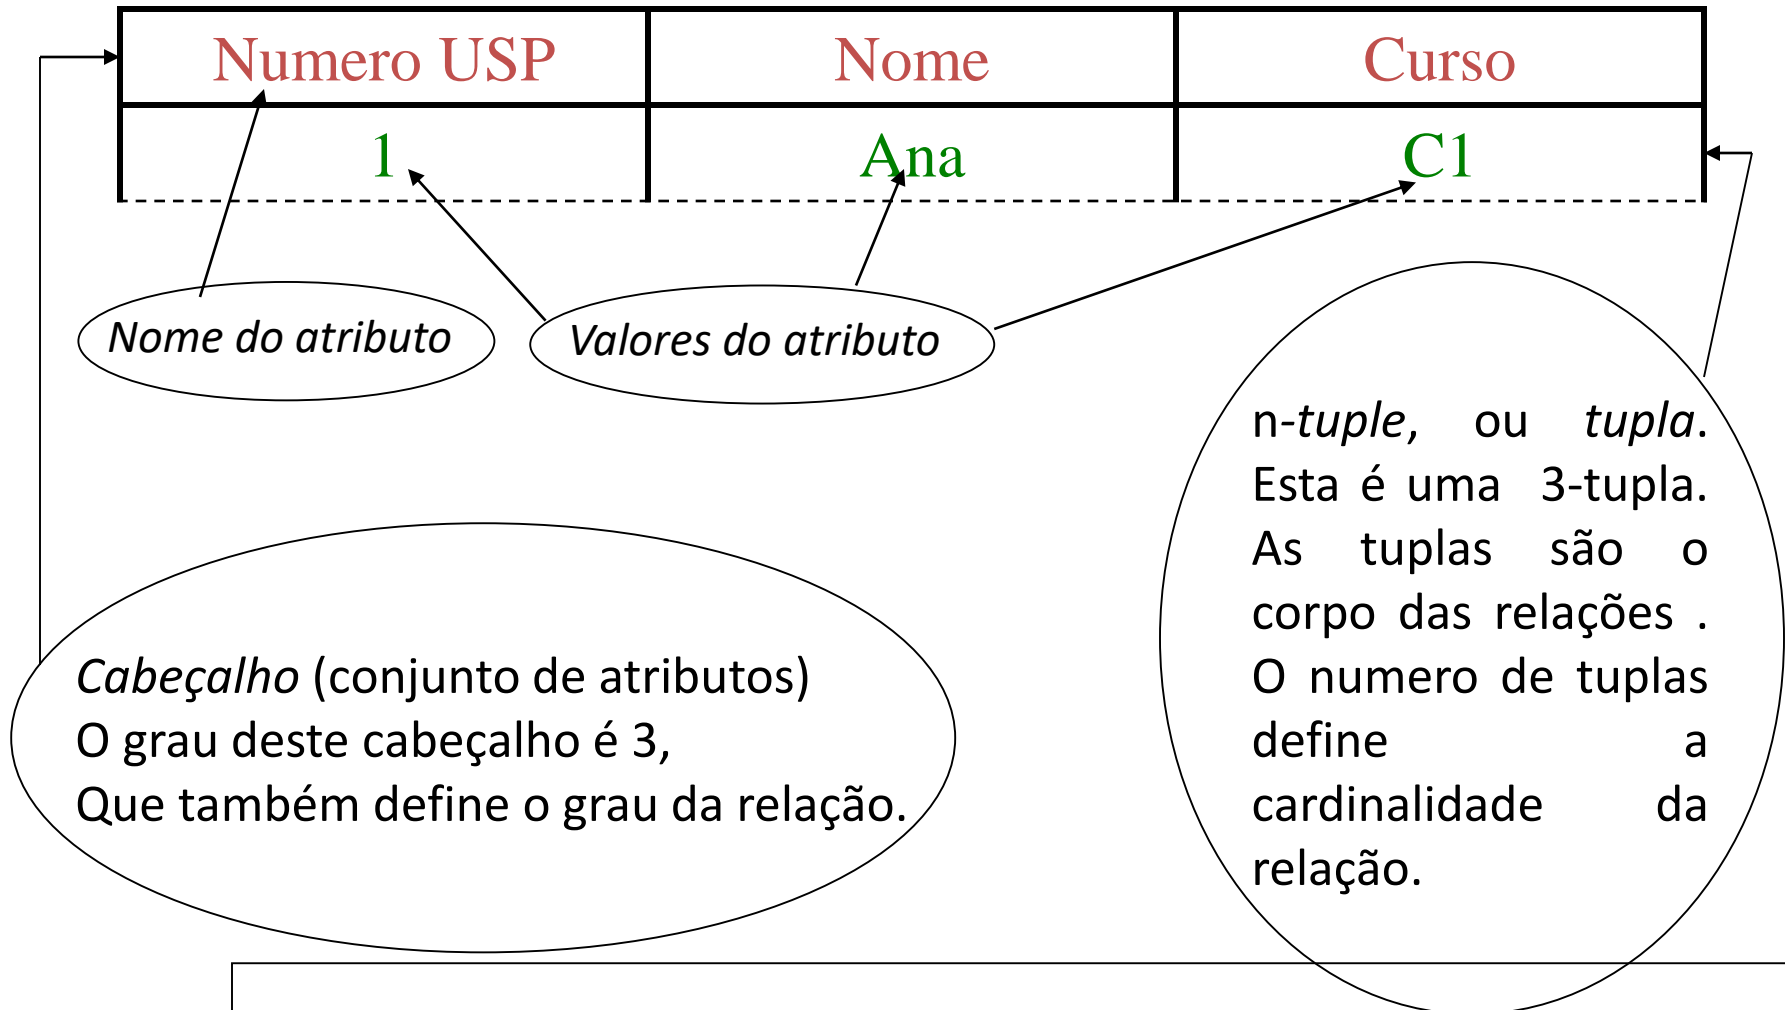 Numero USP Nome Curso
1 Ana C1
Nome do atributo
Valores do atributo
n-tuple, ou tupla.
Esta é uma 3-tupla.
As tuplas são o
corpo das relações .
O numero de tuplas
define a
cardinalidade da
relação.
Cabeçalho (conjunto de atributos)
O grau deste cabeçalho é 3,
Que também define o grau da relação.